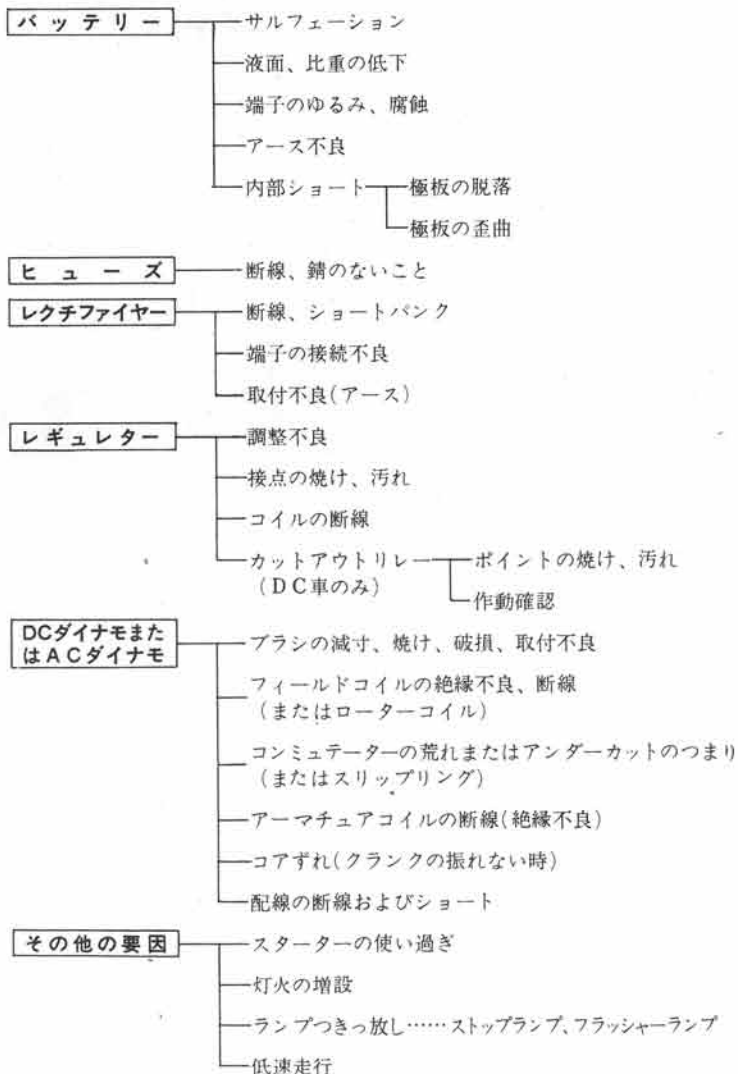 バッテリー
サルフェーション
液面、比重の低下
端子のゆるみ、腐蝕
アース不良
内部ショート
極板の脱落
極板の歪曲
ヒューズ
断線、錆のないこと
レクチファイヤー
断線、ショートパンク
端子の接続不良
取付不良(アース)
レギュレター
調整不良
接点の焼け、汚れ
コイルの断線
カットアウトリレー
(DC車のみ)
ポイントの焼け、汚れ
作動確認
DCダイナモまた
はACダイナモ
ブラシの減寸、焼け、破損、取付不良
フィールドコイルの絶縁不良、断線
(またはローターコイル)
コンミュテーターの荒れまたはアンダーカットのつまり
(またはスリップリング)
アーマチュアコイルの断線(絶縁不良)
コアずれ(クランクの振れない時)
配線の断線およびショート
その他の要因
スターターの使い過ぎ
灯火の増設
ランプつきっ放し……ストップランプ、フラッシャーランプ
低速走行